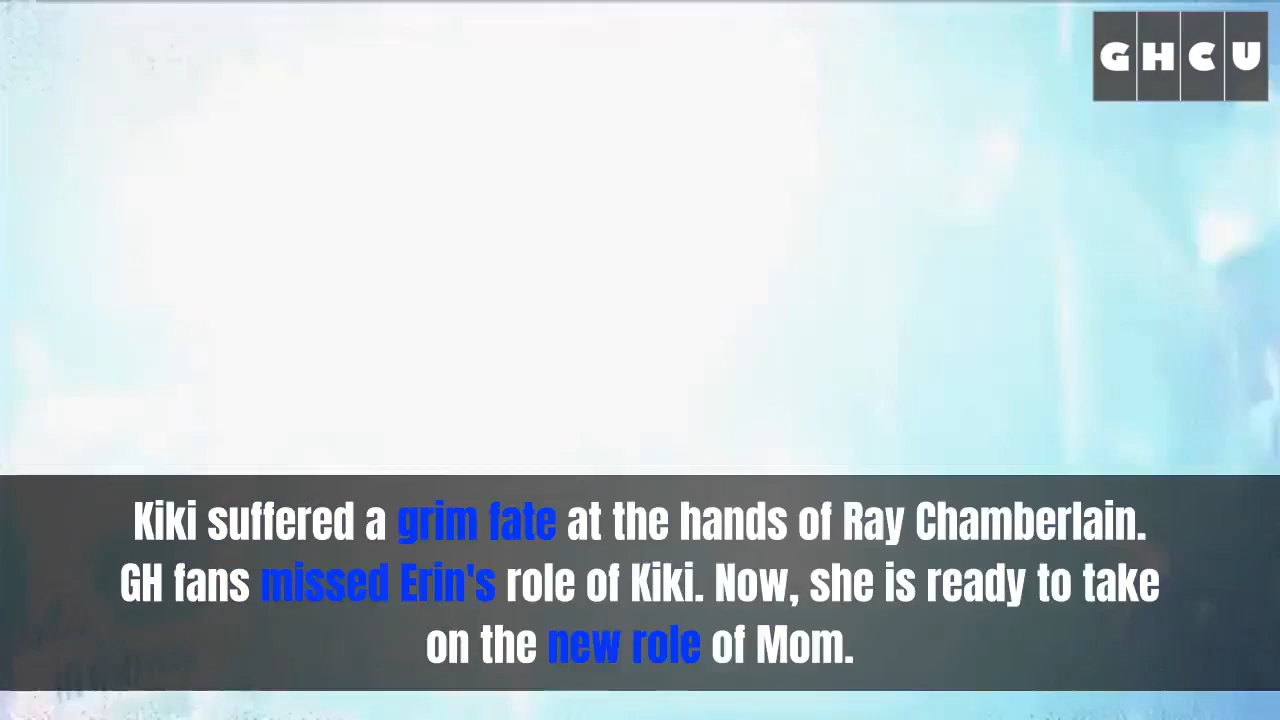 GHCU
Kiki suffered a grim fate at the hands of Ray Chamberlain.
GH fans missed Erin's role of Kiki. Now, she is ready to take
on the new role of Mom.